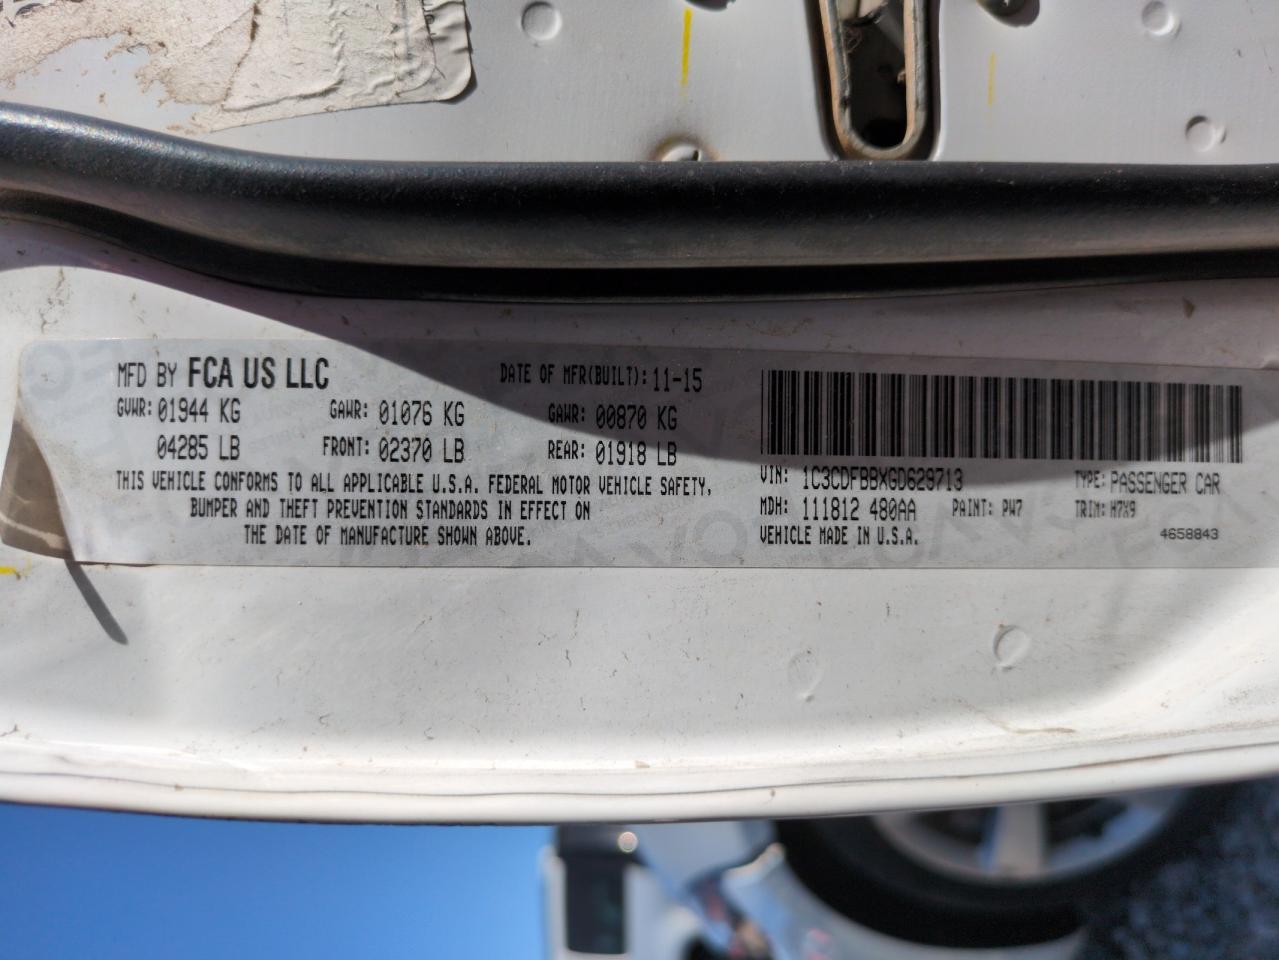 MFD BY FCA US LLC DATE OF MFR(BUILT): 11-15
GVWR: 01944 KG GAWR: 01076 KG GAWR: 00870 KG
04285 LB FRONT: 02370 LB REAR: 01918 LB
THIS VEHICLE CONFORMS TO ALL APPLICABLE U.S.A. FEDERAL MOTOR VEHICLE SAFETY,
BUMPER AND THEFT PREVENTION STANDARDS IN EFFECT ON
THE DATE OF MANUFACTURE SHOWN ABOVE.
VIN: 1C3CDFBBXGD629713 TYPE: PASSENGER CAR
MDH: 111812 480AA PAINT: PW7 TRIM: H7X9
VEHICLE MADE IN U.S.A. 4658843